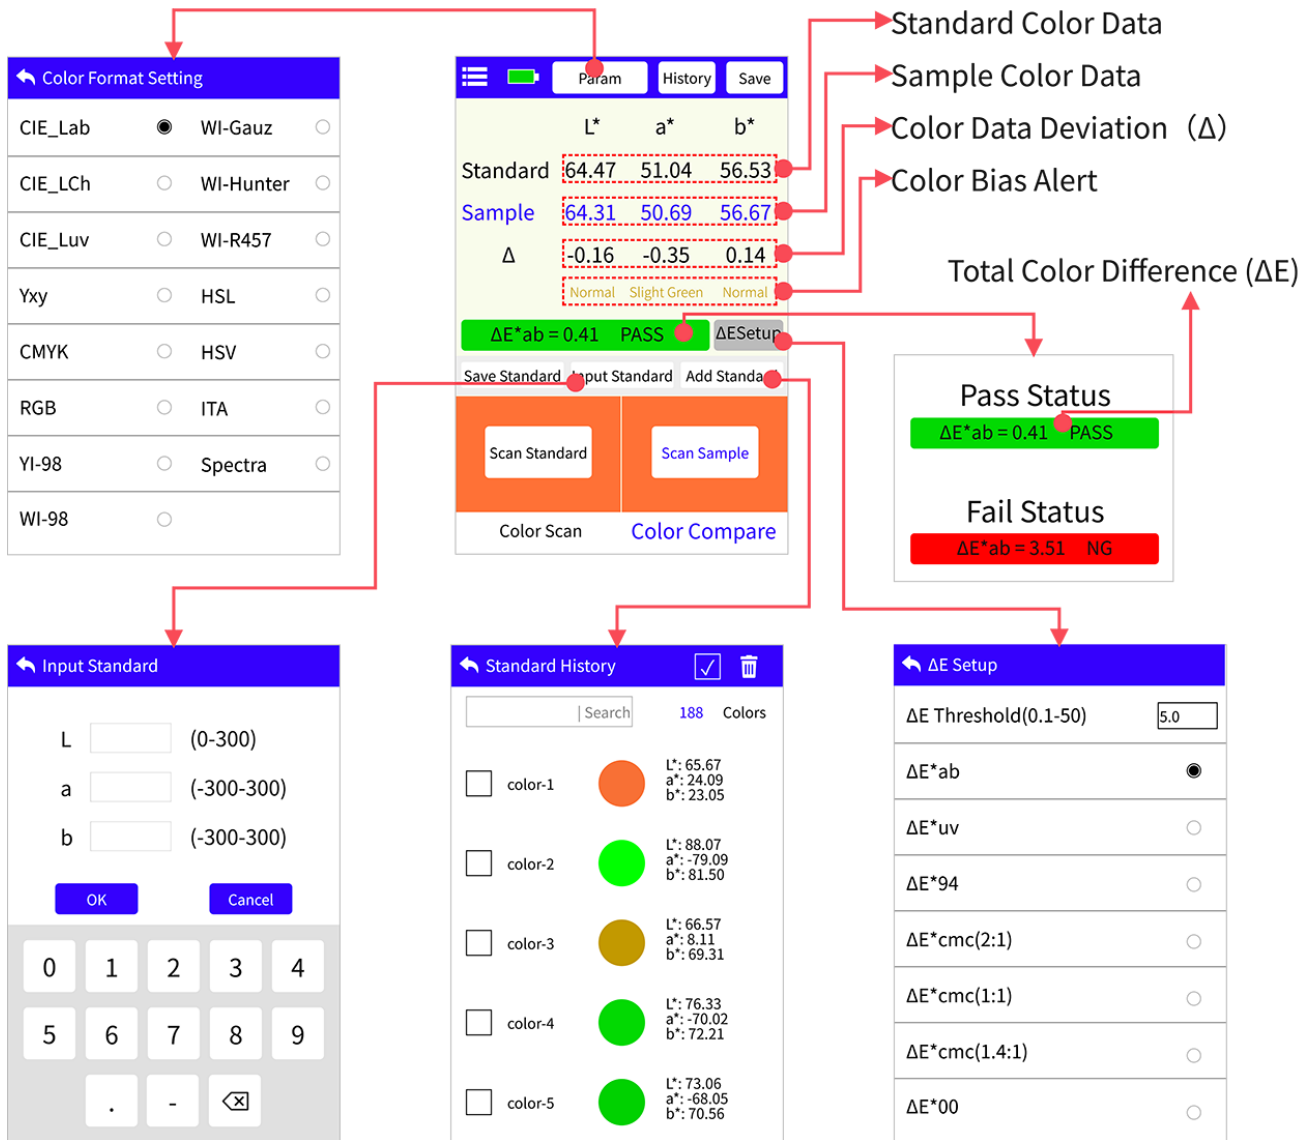 Standard Color Data
Sample Color Data
Color Data Deviation（Δ）
Color Bias Alert
Total Color Difference (ΔE)
Color Format Setting
CIE_Lab WI-Gauz
CIE_LCh WI-Hunter
CIE_Luv WI-R457
Yxy HSL
CMYK HSV
RGB ITA
YI-98 Spectra
WI-98
Param History Save
L* a* b*
Standard 64.47 51.04 56.53
Sample 64.31 50.69 56.67
Δ -0.16 -0.35 0.14
Normal Slight Green Normal
ΔE*ab = 0.41 PASS ΔESetup
Save Standard Input Standard Add Standard
Scan Standard Scan Sample
Color Scan Color Compare
Pass Status
ΔE*ab = 0.41 PASS
Fail Status
ΔE*ab = 3.51 NG
Input Standard
L (0-300)
a (-300-300)
b (-300-300)
OK Cancel
0 1 2 3 4
5 6 7 8 9
. -
Standard History
| Search 188 Colors
color-1
L*: 65.67
a*: 24.09
b*: 23.05
color-2
L*: 88.07
a*: -79.09
b*: 81.50
color-3
L*: 66.57
a*: 8.11
b*: 69.31
color-4
L*: 76.33
a*: -70.02
b*: 72.21
color-5
L*: 73.06
a*: -68.05
b*: 70.56
ΔE Setup
ΔE Threshold(0.1-50) 5.0
ΔE*ab
ΔE*uv
ΔE*94
ΔE*cmc(2:1)
ΔE*cmc(1:1)
ΔE*cmc(1.4:1)
ΔE*00